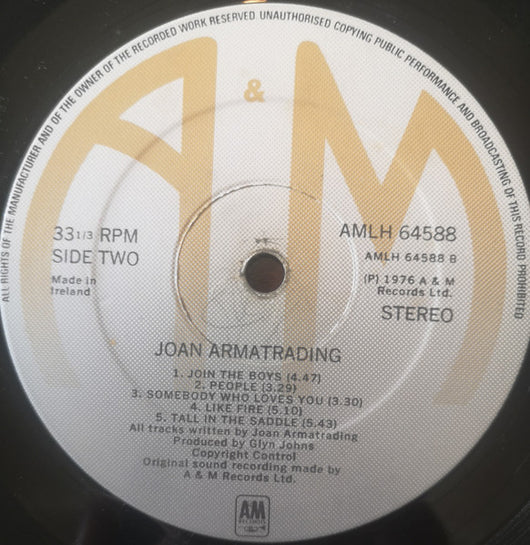 ALL RIGHTS OF THE MANUFACTURER AND OF THE OWNER OF THE RECORDED WORK RESERVED UNAUTHORISED COPYING PUBLIC PERFORMANCE AND BROADCASTING OF THIS RECORD PROHIBITED
A & M
33 1/3 RPM
SIDE TWO
Made in
Ireland
AMLH 64588
AMLH 64588 B
(P) 1976 A & M
Records Ltd.
STEREO
JOAN ARMATRADING
1. JOIN THE BOYS (4.47)
2. PEOPLE (3.29)
3. SOMEBODY WHO LOVES YOU (3.30)
4. LIKE FIRE (5.10)
5. TALL IN THE SADDLE (5.43)
All tracks written by Joan Armatrading
Produced by Glyn Johns
Copyright Control
Original sound recording made by
A & M Records Ltd.
AM
RECORDS